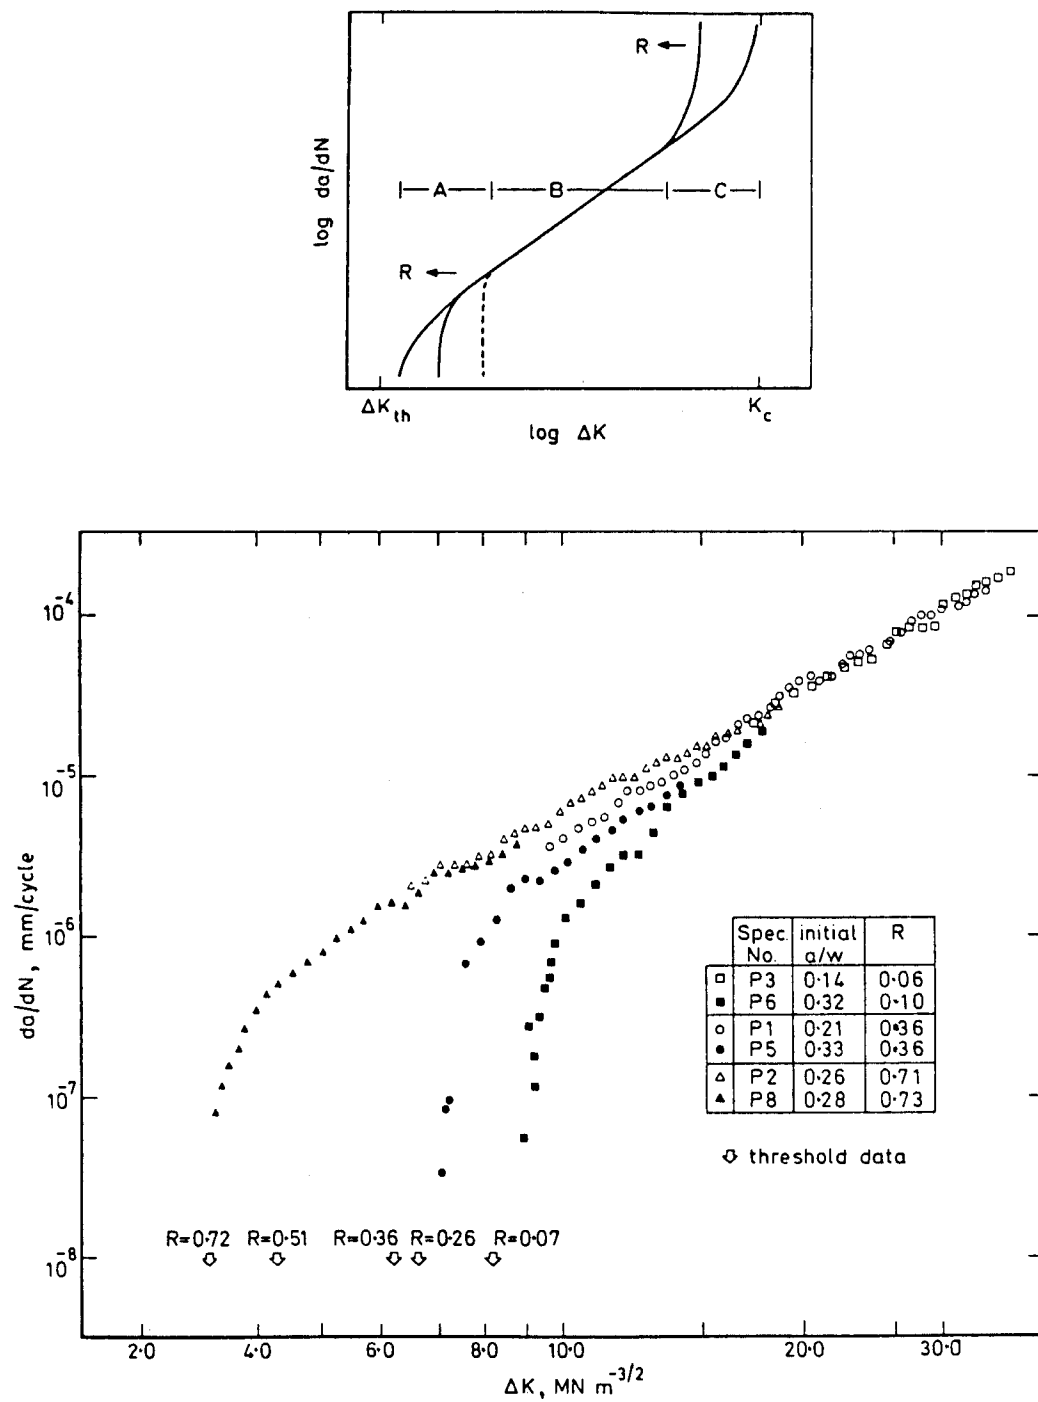 R ←
log da/dN
A B C
R ←
ΔK_th K_c
log ΔK
10⁻⁴
10⁻⁵
10⁻⁶
10⁻⁷
10⁻⁸
da/dN, mm/cycle
Spec. No. initial a/w R
□ P3 0·14 0·06
■ P6 0·32 0·10
○ P1 0·21 0·36
● P5 0·33 0·36
△ P2 0·26 0·71
▲ P8 0·28 0·73
threshold data
R=0·72 R=0·51 R=0·36 R=0·26 R=0·07
2·0 4·0 6·0 8·0 10·0 20·0 30·0
ΔK, MN m⁻³/²